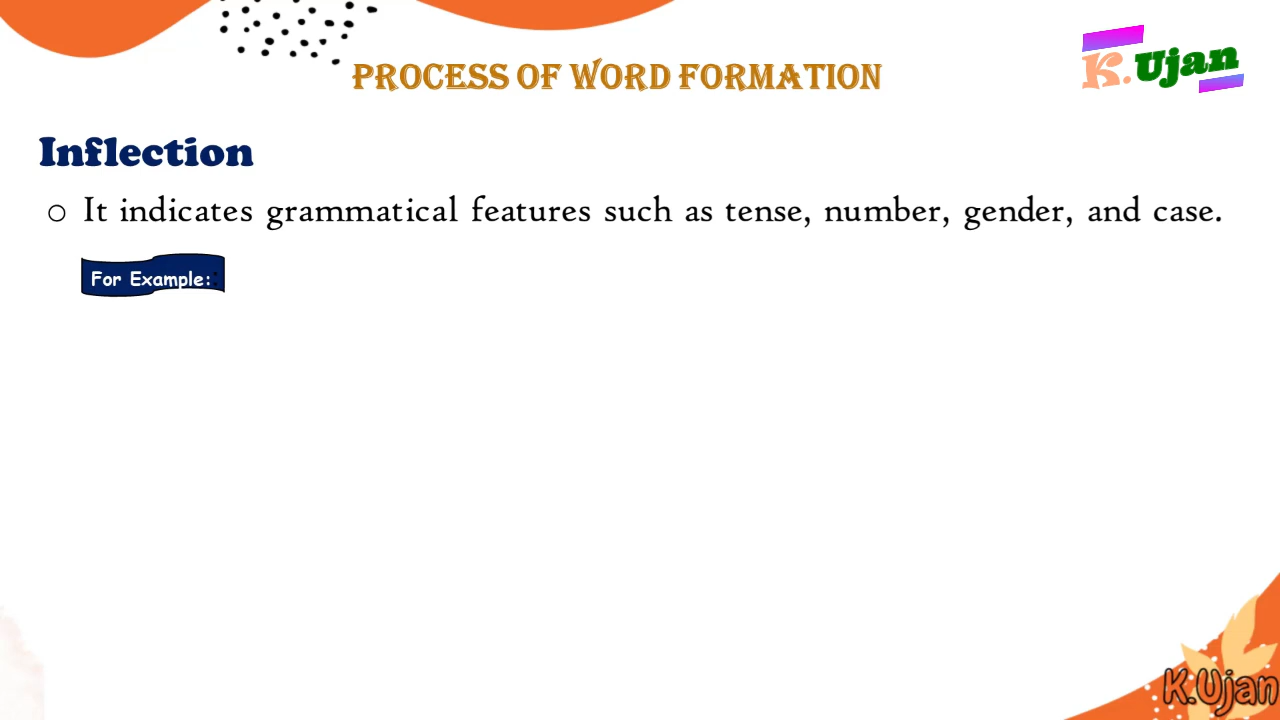 PROCESS OF WORD FORMATION
K.Ujan
Inflection
It indicates grammatical features such as tense, number, gender, and case.
For Example:
K.Ujan